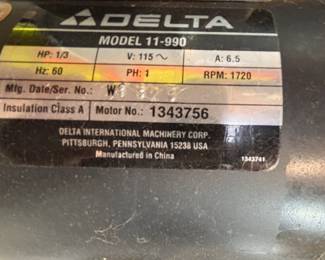 DELTA
MODEL 11-990
HP: 1/3 V: 115 ~ A: 6.5
Hz: 60 PH: 1 RPM: 1720
Mfg. Date/Ser. No.: W
Insulation Class A Motor No.: 1343756
DELTA INTERNATIONAL MACHINERY CORP.
PITTSBURGH, PENNSYLVANIA 15238 USA
Manufactured in China
1343741